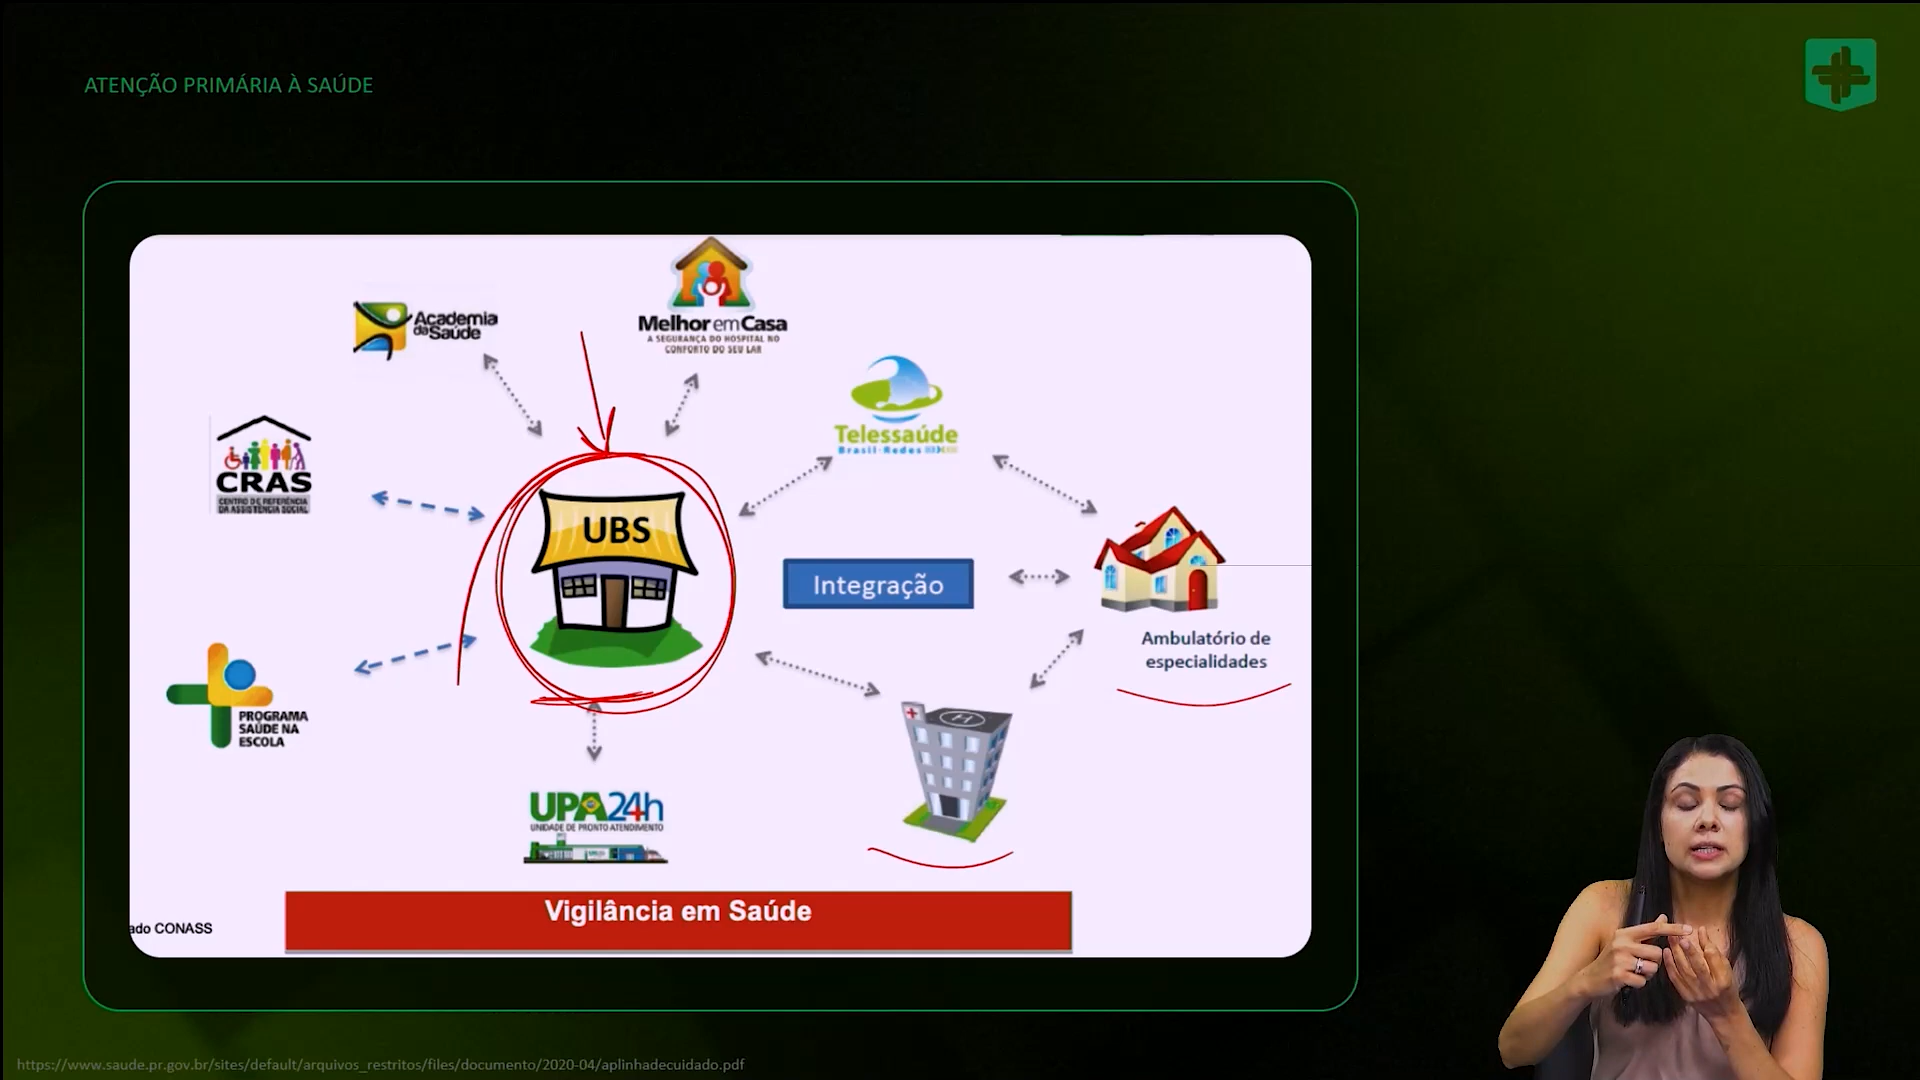 ATENÇÃO PRIMÁRIA À SAÚDE
Academia
da Saúde
Melhor em Casa
A SEGURANÇA DO HOSPITAL NO
CONFORTO DO SEU LAR
Telessaúde
Brasil-Redes
CRAS
CENTRO DE REFERÊNCIA
DA ASSISTÊNCIA SOCIAL
UBS
Integração
Ambulatório de
especialidades
PROGRAMA
SAÚDE NA
ESCOLA
H
UPA24h
UNIDADE DE PRONTO ATENDIMENTO
Vigilância em Saúde
ado CONASS
https://www.saude.pr.gov.br/sites/default/arquivos_restritos/files/documento/2020-04/aplinhadecuidado.pdf